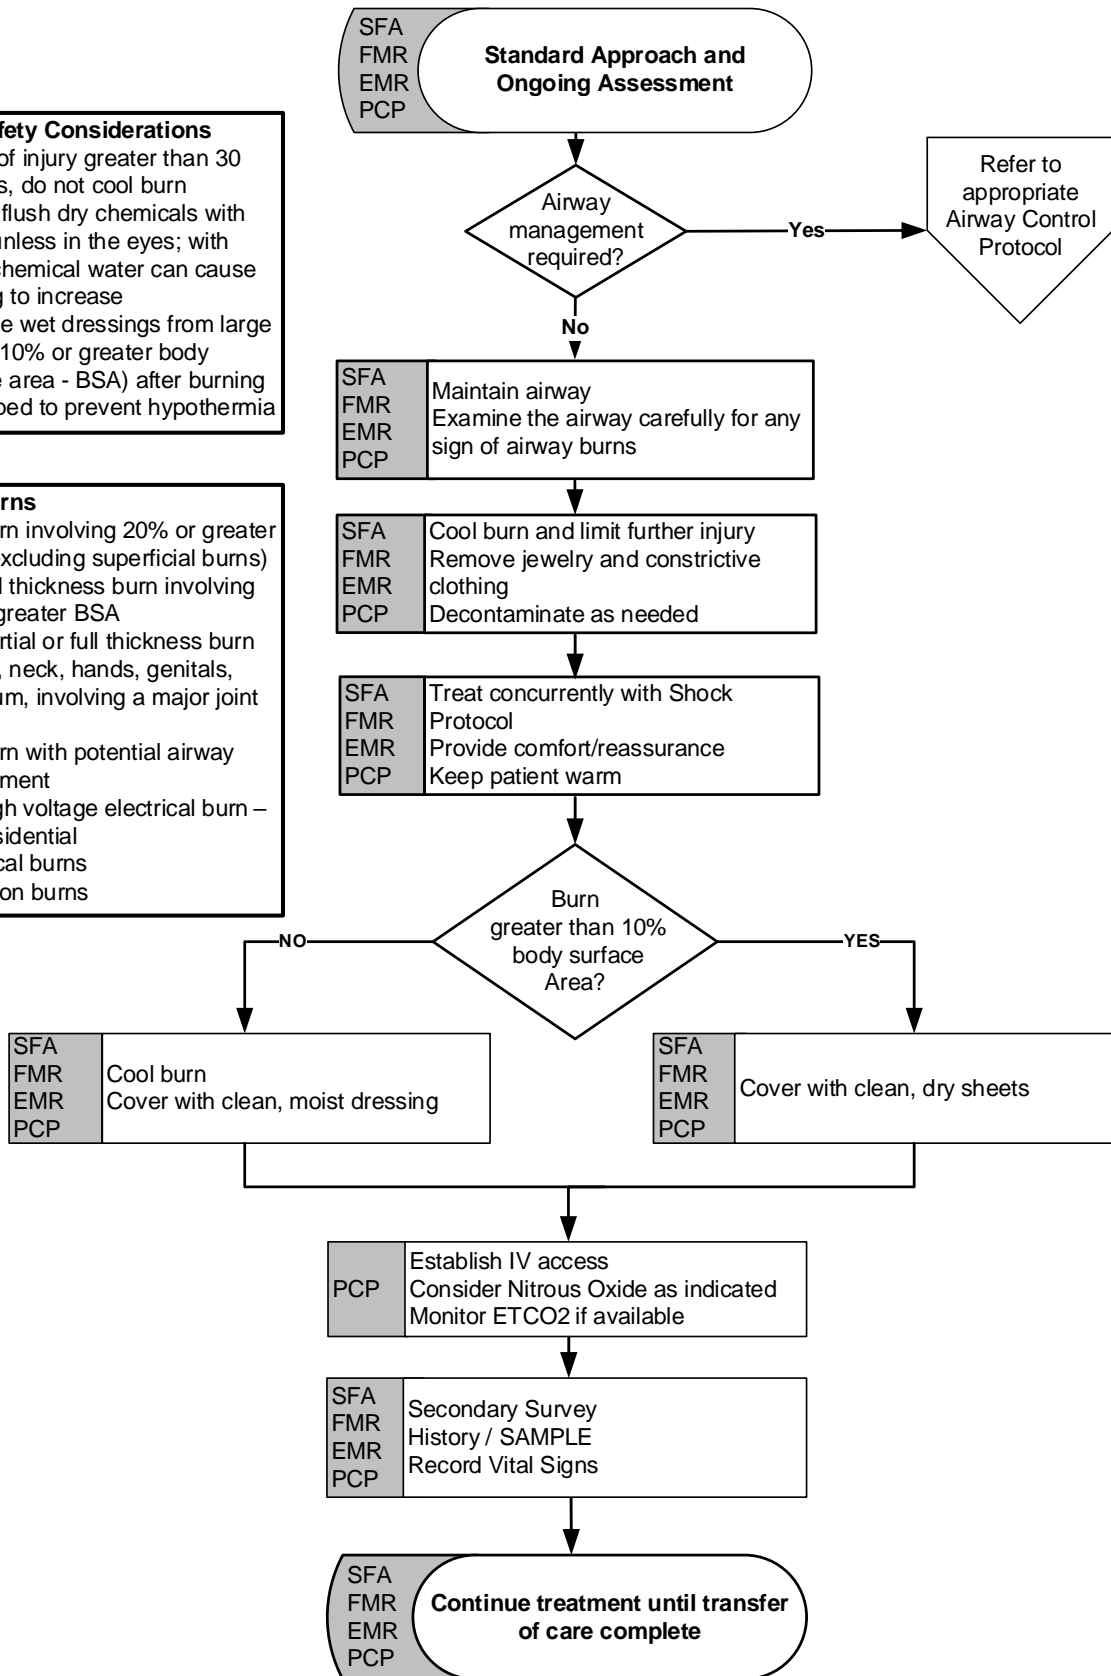 SFA
FMR
EMR
PCP
Standard Approach and
Ongoing Assessment
fety Considerations
of injury greater than 30
s, do not cool burn
flush dry chemicals with
unless in the eyes; with
chemical water can cause
g to increase
e wet dressings from large
10% or greater body
e area - BSA) after burning
ped to prevent hypothermia
Airway
management
required?
Yes
Refer to
appropriate
Airway Control
Protocol
No
SFA
FMR
EMR
PCP
Maintain airway
Examine the airway carefully for any
sign of airway burns
rns
rn involving 20% or greater
excluding superficial burns)
l thickness burn involving
greater BSA
rtial or full thickness burn
, neck, hands, genitals,
um, involving a major joint
rn with potential airway
ment
gh voltage electrical burn –
sidential
cal burns
on burns
SFA
FMR
EMR
PCP
Cool burn and limit further injury
Remove jewelry and constrictive
clothing
Decontaminate as needed
SFA
FMR
EMR
PCP
Treat concurrently with Shock
Protocol
Provide comfort/reassurance
Keep patient warm
Burn
greater than 10%
body surface
Area?
NO
YES
SFA
FMR
EMR
PCP
Cool burn
Cover with clean, moist dressing
SFA
FMR
EMR
PCP
Cover with clean, dry sheets
PCP
Establish IV access
Consider Nitrous Oxide as indicated
Monitor ETCO2 if available
SFA
FMR
EMR
PCP
Secondary Survey
History / SAMPLE
Record Vital Signs
SFA
FMR
EMR
PCP
Continue treatment until transfer
of care complete